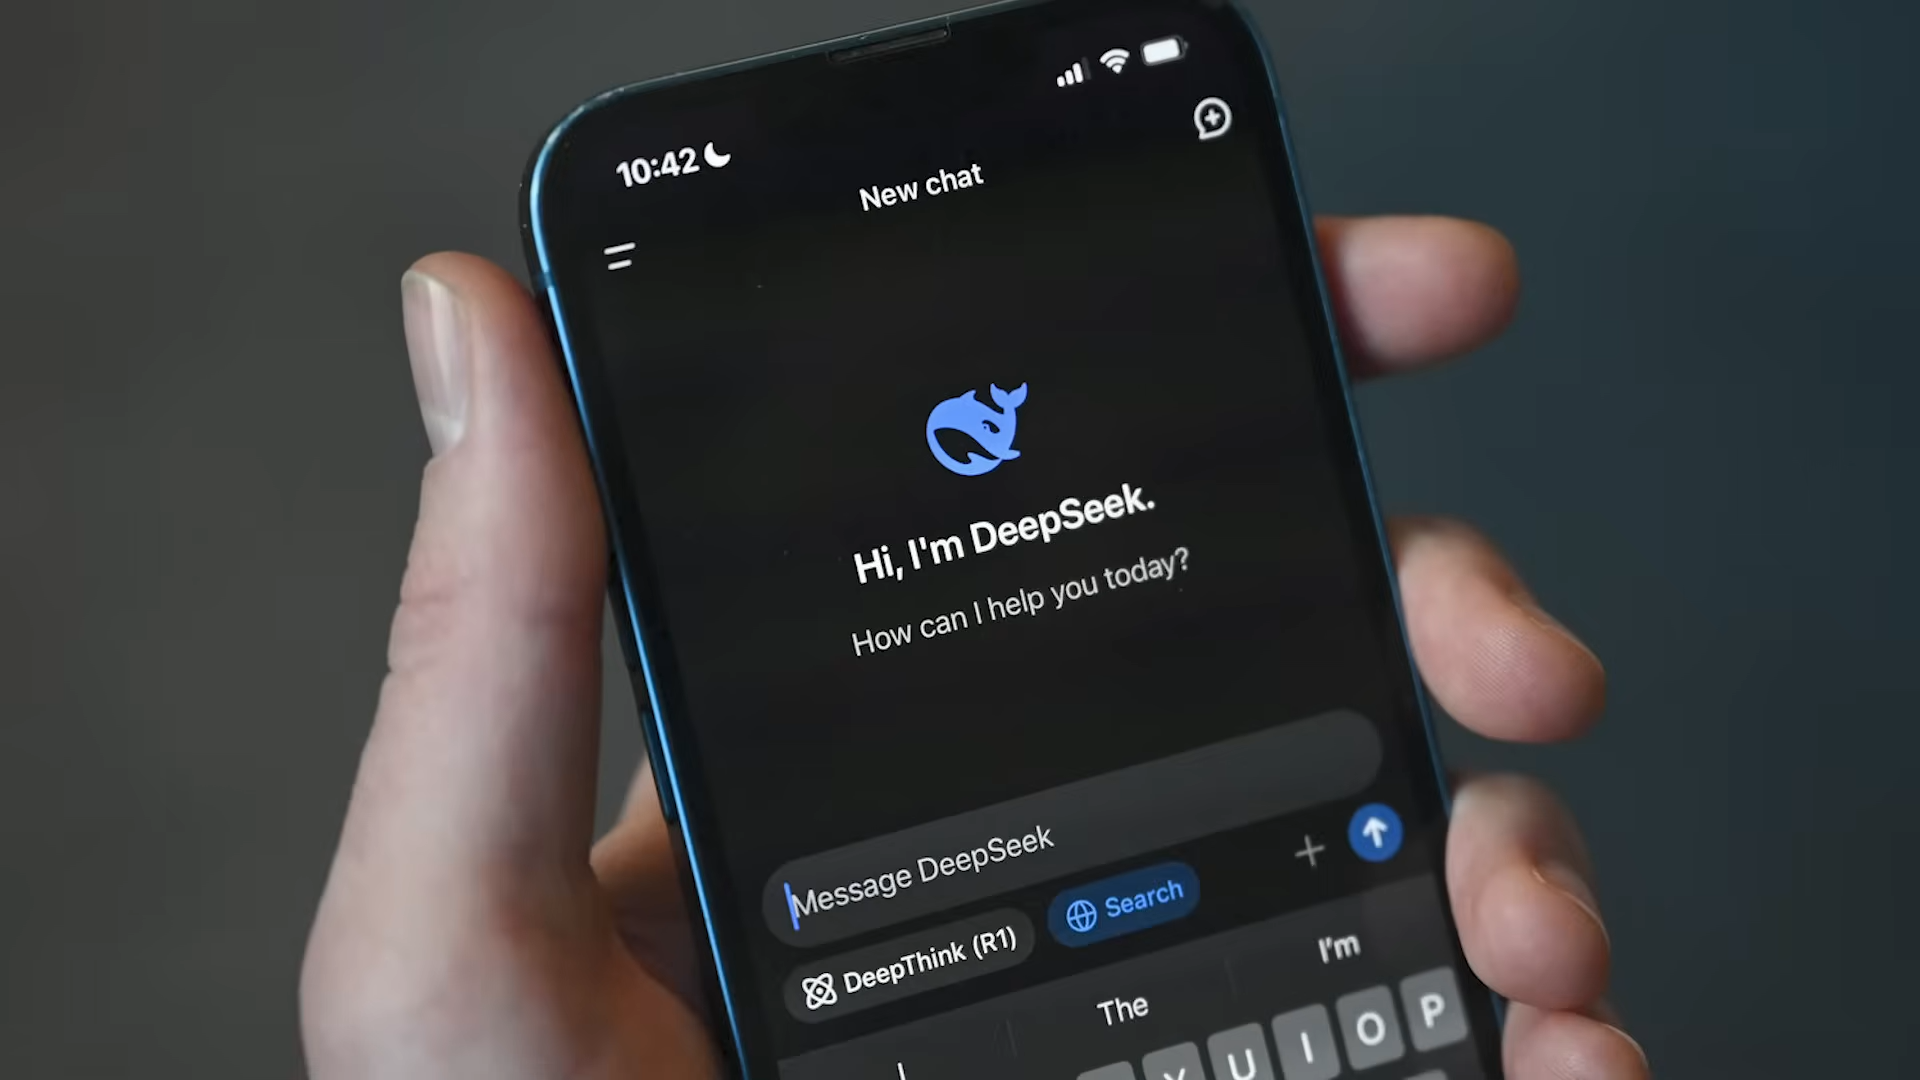 10:42
New chat
Hi, I'm DeepSeek.
How can I help you today?
Message DeepSeek
DeepThink (R1)
Search
I
The
I'm
Y U I O P